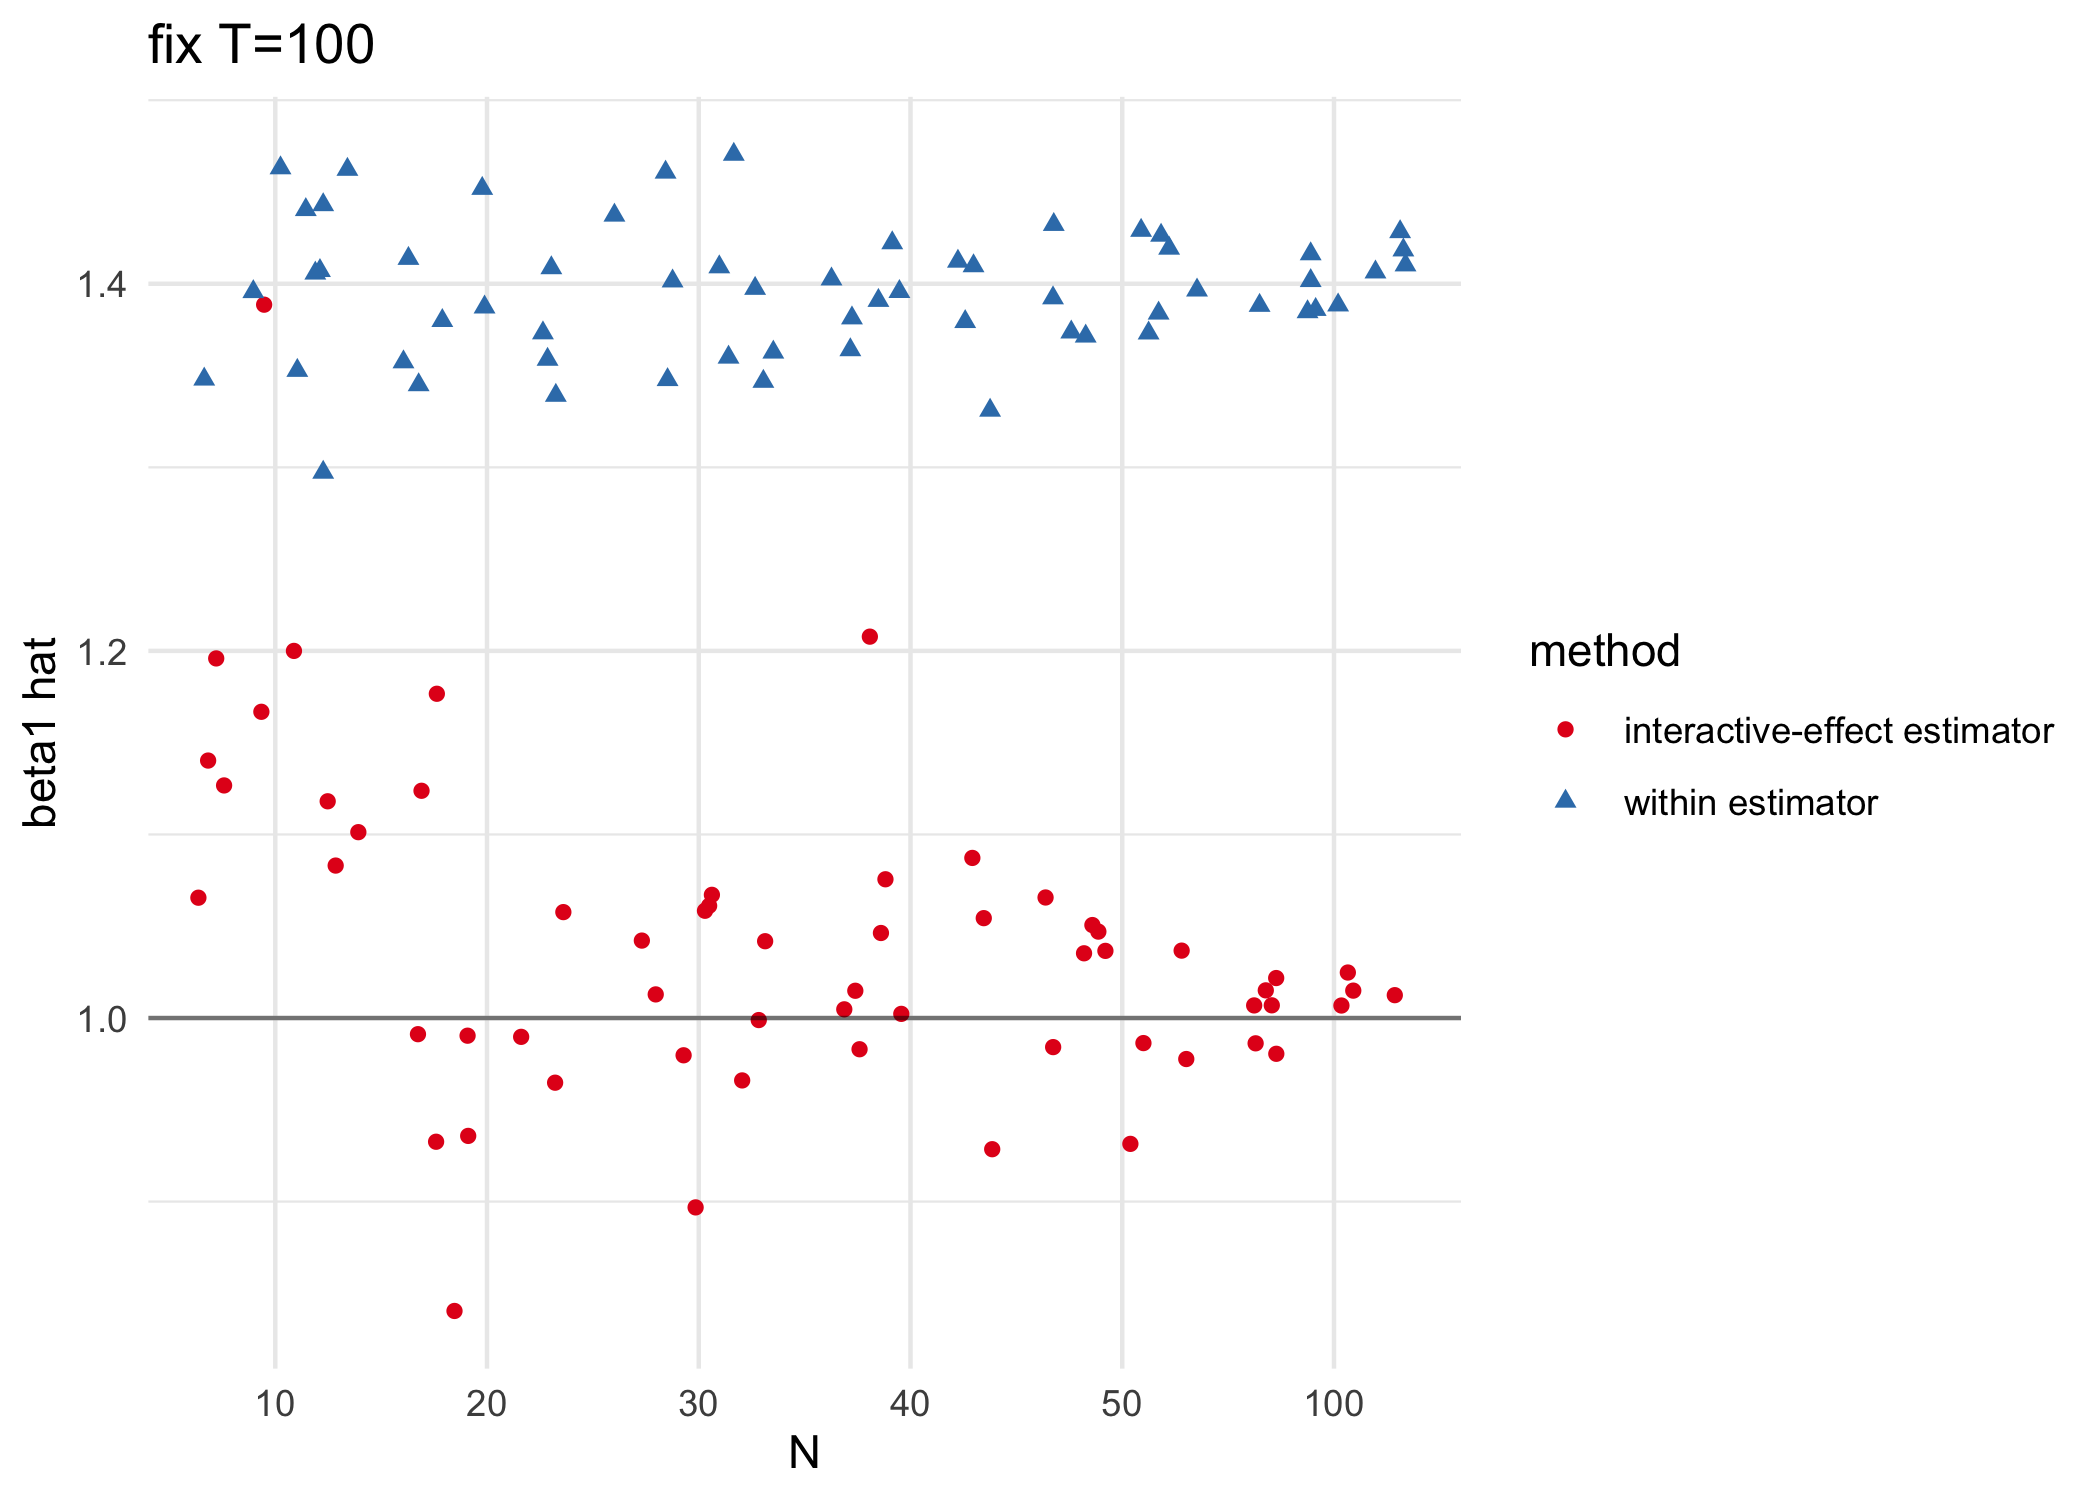 fix T=100
1.4
1.2
1.0
beta1 hat
10 20 30 40 50 100
N
method
interactive-effect estimator
within estimator